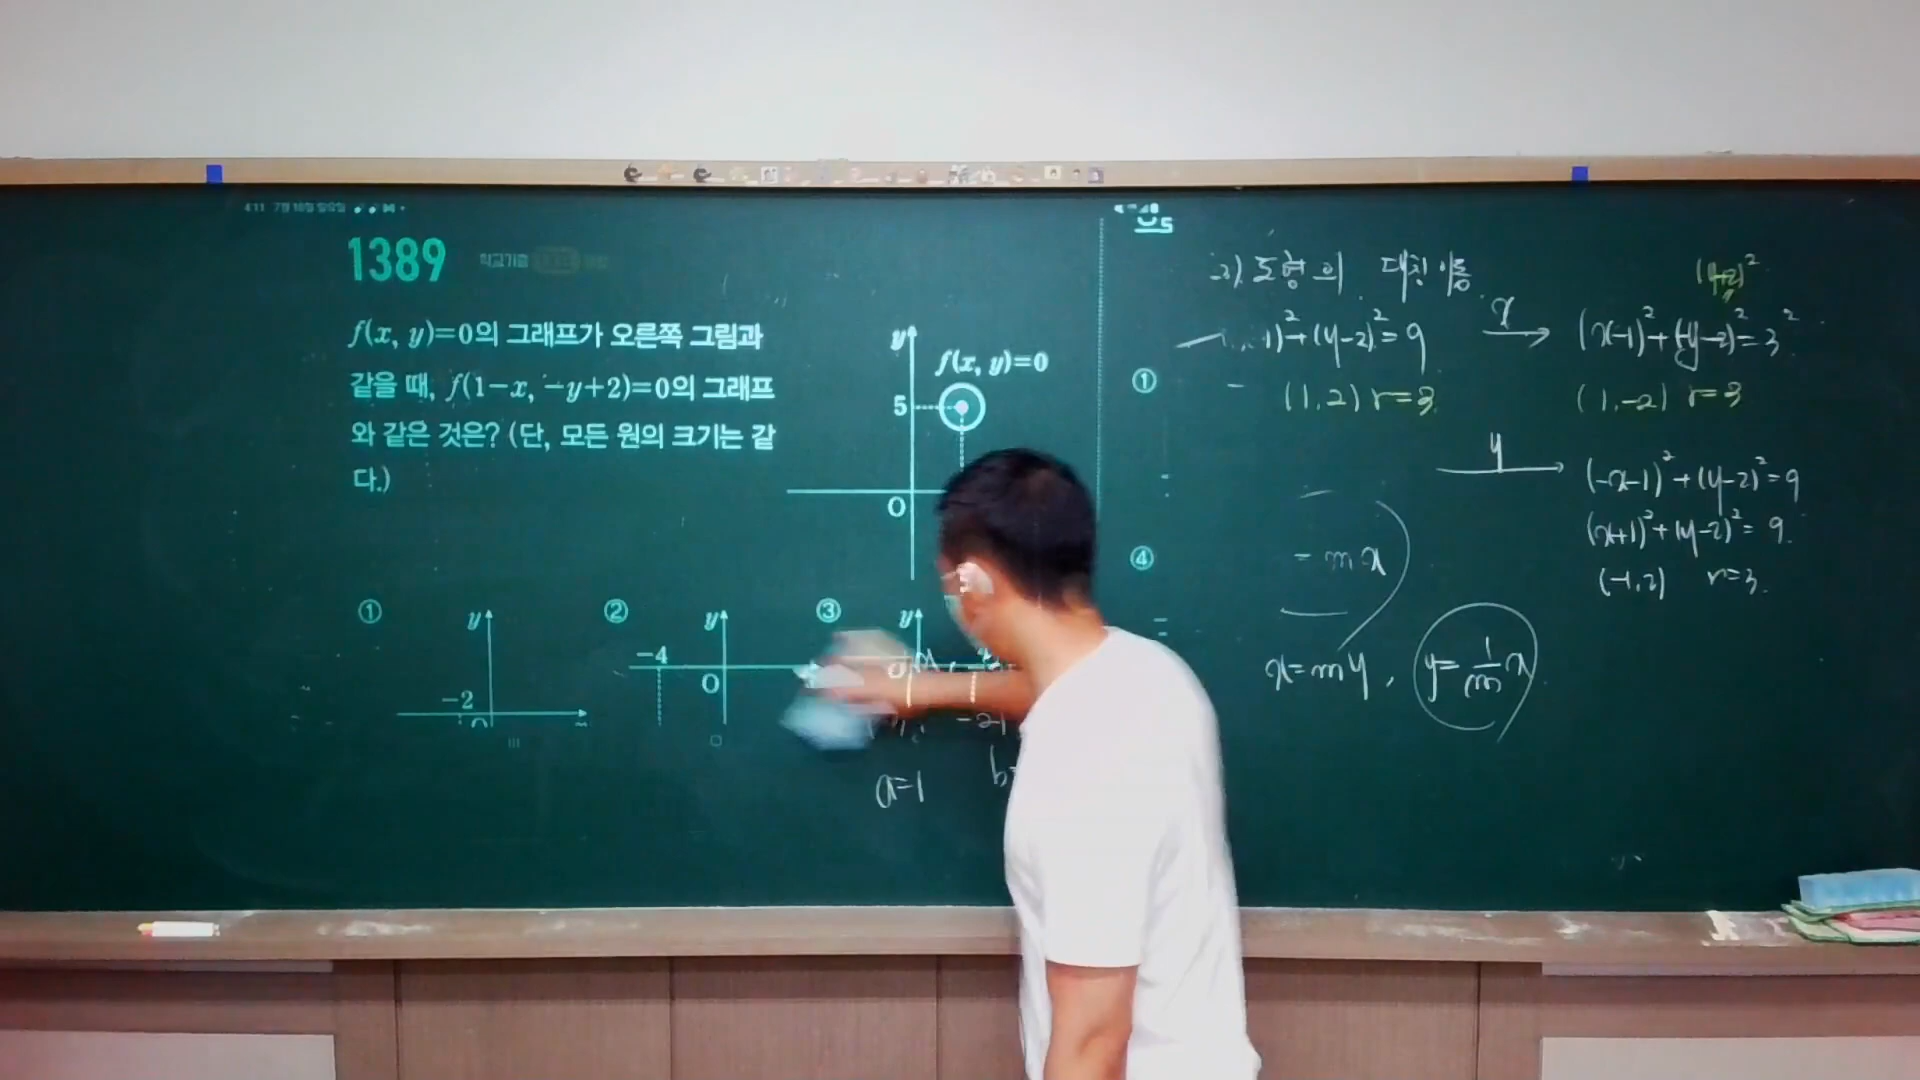 1389
f(x, y)=0의 그래프가 오른쪽 그림과
같을 때, f(1-x, -y+2)=0의 그래프
와 같은 것은? (단, 모든 원의 크기는 같
다.)
y
f(x, y)=0
5
O
①
y
-2
②
y
-4
O
③
y
O
a=1
①
④
도형의 대칭이동
1)²+(y-2)²=9
x
(x-1)²+(-y-2)²=3²
(y+2)²
(1,2) r=3
(1,-2) r=3
y
(-x-1)²+(y-2)²=9
(x+1)²+(y-2)²=9
(-1,2) r=3.
=mx
x=my, y=1/m x